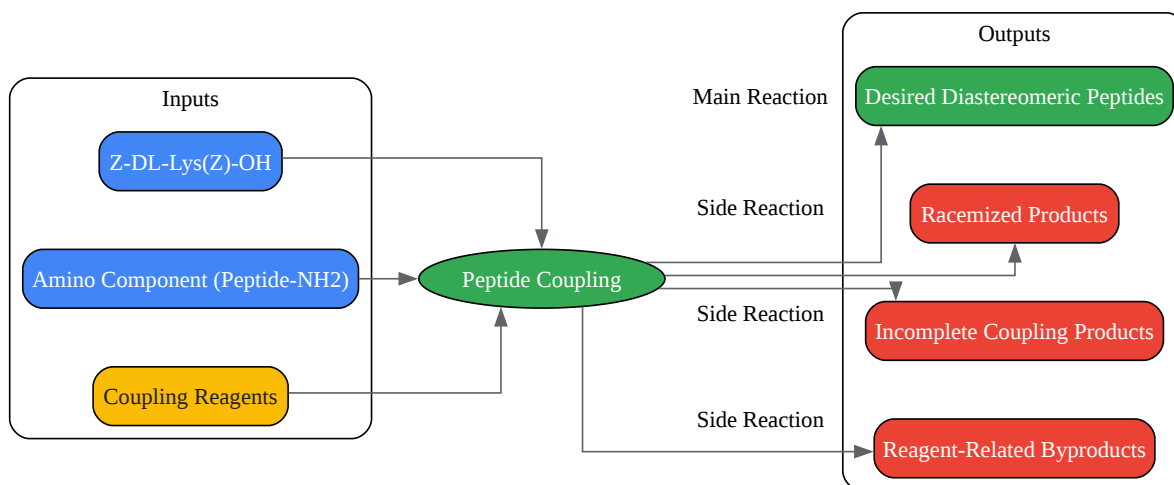 Inputs
Z-DL-Lys(Z)-OH
Amino Component (Peptide-NH2)
Coupling Reagents
Peptide Coupling
Main Reaction
Side Reaction
Side Reaction
Side Reaction
Outputs
Desired Diastereomeric Peptides
Racemized Products
Incomplete Coupling Products
Reagent-Related Byproducts